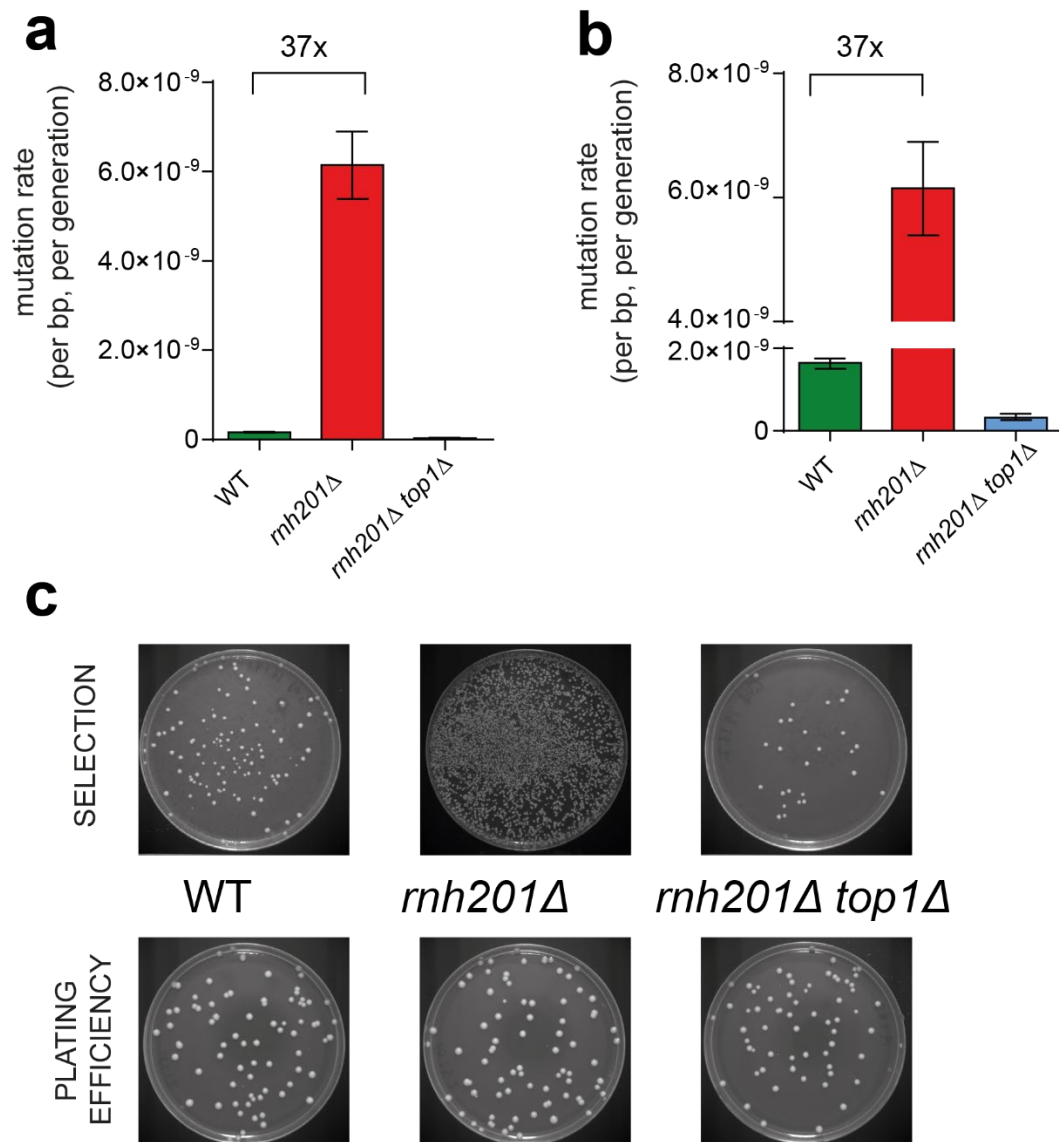 a
37x
8.0×10⁻⁹
6.0×10⁻⁹
4.0×10⁻⁹
2.0×10⁻⁹
0
mutation rate
(per bp, per generation)
WT
rnh201Δ
rnh201Δ top1Δ
b
37x
8.0×10⁻⁹
6.0×10⁻⁹
4.0×10⁻⁹
2.0×10⁻⁹
0
mutation rate
(per bp, per generation)
WT
rnh201Δ
rnh201Δ top1Δ
c
SELECTION
WT
rnh201Δ
rnh201Δ top1Δ
PLATING
EFFICIENCY